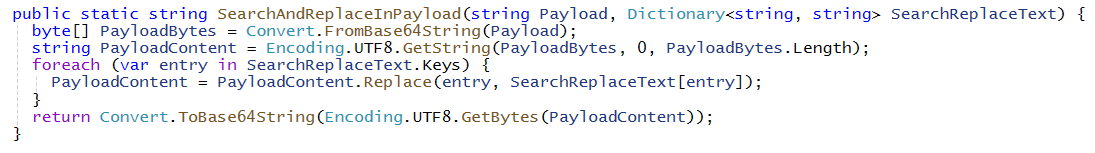 public static string SearchAndReplaceInPayload(string Payload, Dictionary<string, string> SearchReplaceText) {
  byte[] PayloadBytes = Convert.FromBase64String(Payload);
  string PayloadContent = Encoding.UTF8.GetString(PayloadBytes, 0, PayloadBytes.Length);
  foreach (var entry in SearchReplaceText.Keys) {
    PayloadContent = PayloadContent.Replace(entry, SearchReplaceText[entry]);
  }
  return Convert.ToBase64String(Encoding.UTF8.GetBytes(PayloadContent));
}